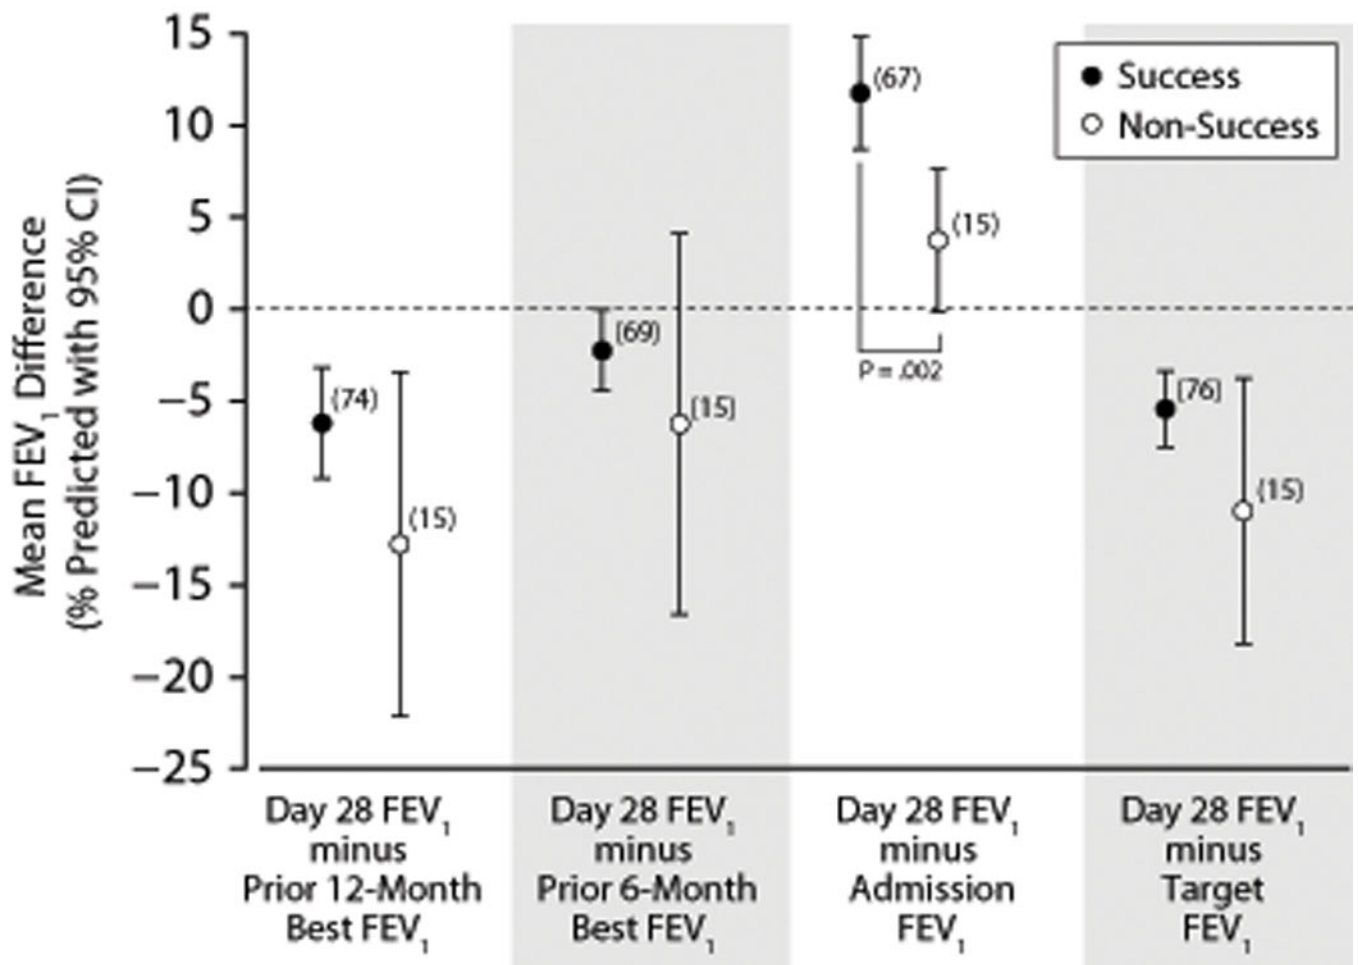 Mean FEV1 Difference
(% Predicted with 95% CI)
15
10
5
0
−5
−10
−15
−20
−25
Success
Non-Success
(74)
(15)
(69)
(15)
(67)
(15)
P = .002
(76)
(15)
Day 28 FEV1
minus
Prior 12-Month
Best FEV1
Day 28 FEV1
minus
Prior 6-Month
Best FEV1
Day 28 FEV1
minus
Admission
FEV1
Day 28 FEV1
minus
Target
FEV1